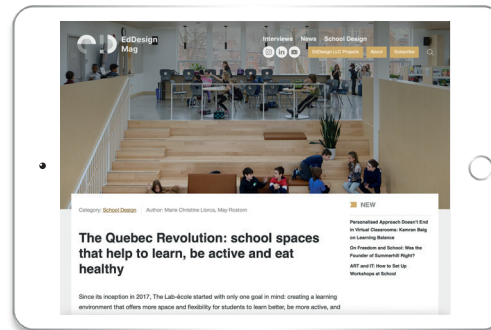 EdDesign
Mag
Interviews News School Design
EdDesign LLC Projects About Subscribe
Category: School Design Author: Marie Christine Llorca, May Rostom
NEW
The Quebec Revolution: school spaces
that help to learn, be active and eat
healthy
Personalised Approach Doesn't End
in Virtual Classrooms: Kamran Baig
on Learning Balance
On Freedom and School: Was the
Founder of Summerhill Right?
ART and IT: How to Set Up
Workshops at School
Since its inception in 2017, The Lab-école started with only one goal in mind: creating a learning
environment that offers more space and flexibility for students to learn better, be more active, and